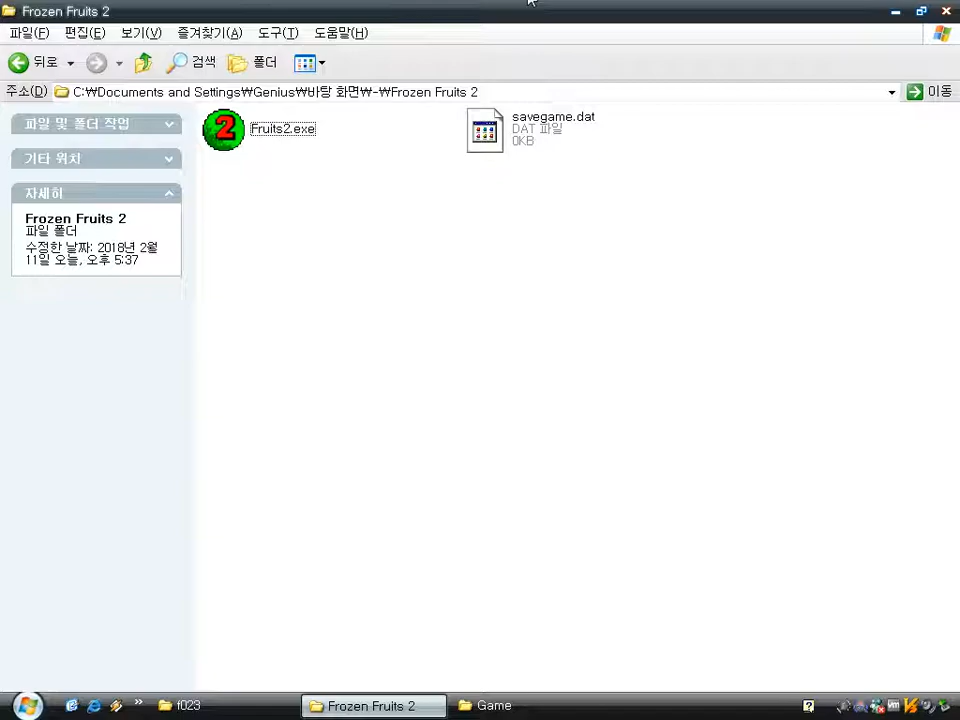 Frozen Fruits 2
파일(F) 편집(E) 보기(V) 즐겨찾기(A) 도구(T) 도움말(H)
뒤로 검색 폴더
주소(D) C:₩Documents and Settings₩Genius₩바탕 화면₩-₩Frozen Fruits 2 이동
파일 및 폴더 작업
기타 위치
자세히
Frozen Fruits 2
파일 폴더
수정한 날짜: 2018년 2월
11일 오늘, 오후 5:37
2
Fruits2.exe
savegame.dat
DAT 파일
0KB
f023 Frozen Fruits 2 Game